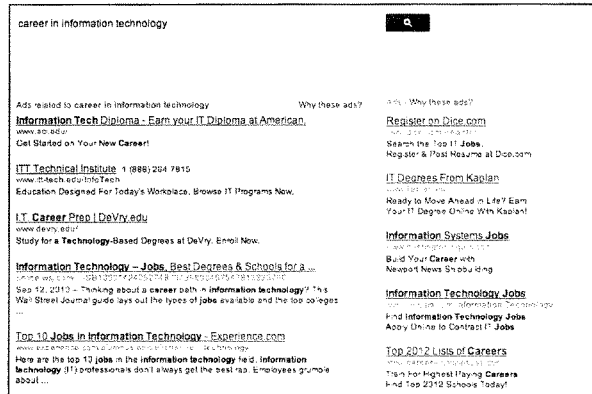 career in information technology
Ads related to career in information technology
Why these ads?
Information Tech Diploma - Earn your IT Diploma at American.
Get Started on Your New Career!
ITT Technical Institute 1 (888) 264 7815
www.itt-tech.edu/InfoTech
Education Designed For Today's Workplace. Browse IT Programs Now.
I.T. Career Prep | DeVry.edu
www.devry.edu/
Study for a Technology-Based Degrees at DeVry. Enroll Now.
Information Technology – Jobs, Best Degrees & Schools for a ...
Sep 12, 2010 – Thinking about a career path in information technology? This
Wall Street Journal guide lays out the types of jobs available and the top colleges
...
Top 10 Jobs in Information Technology - Experience.com
Here are the top 10 jobs in the information technology field. Information
technology (IT) professionals don't always get the best rap. Employees grumble
about ...
Why these ads?
Register on Dice.com
Search the Top IT Jobs.
Register & Post Resume at Dice.com
IT Degrees From Kaplan
Ready to Move Ahead in Life? Earn
Your IT Degree Online With Kaplan!
Information Systems Jobs
Build Your Career with
Newport News Shipbuilding
Information Technology Jobs
Find Information Technology Jobs
Apply Online to Contract IT Jobs
Top 2012 Lists of Careers
Train For Highest Paying Careers
Find Top 2012 Schools Today!